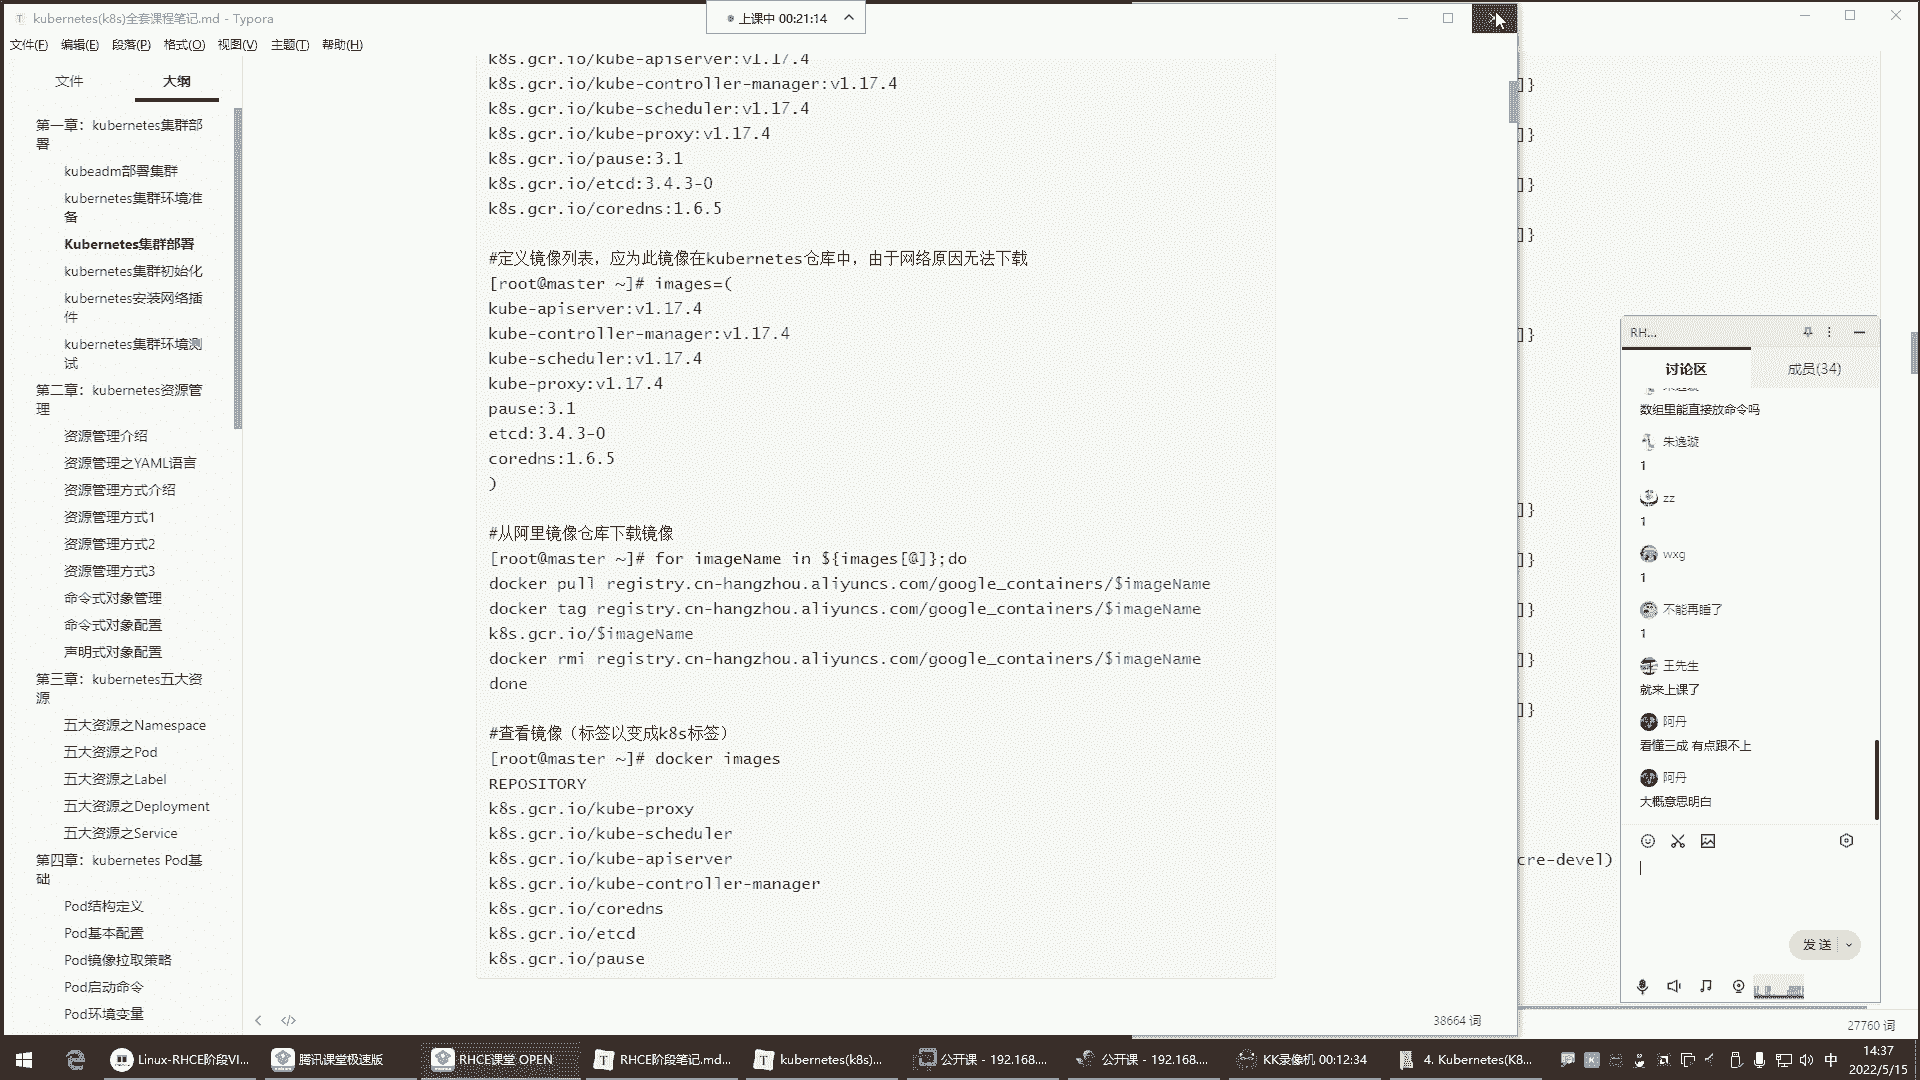 kubernetes(k8s)全套课程笔记.md - Typora
上课中 00:21:14
文件(F) 编辑(E) 段落(P) 格式(O) 视图(V) 主题(T) 帮助(H)
文件
大纲
第一章：kubernetes集群部
署
kubeadm部署集群
kubernetes集群环境准
备
Kubernetes集群部署
kubernetes集群初始化
kubernetes安装网络插
件
kubernetes集群环境测
试
第二章：kubernetes资源管
理
资源管理介绍
资源管理之YAML语言
资源管理方式介绍
资源管理方式1
资源管理方式2
资源管理方式3
命令式对象管理
命令式对象配置
声明式对象配置
第三章：kubernetes五大资
源
五大资源之Namespace
五大资源之Pod
五大资源之Label
五大资源之Deployment
五大资源之Service
第四章：kubernetes Pod基
础
Pod结构定义
Pod基本配置
Pod镜像拉取策略
Pod启动命令
Pod环境变量
k8s.gcr.io/kube-apiserver:v1.17.4
k8s.gcr.io/kube-controller-manager:v1.17.4
k8s.gcr.io/kube-scheduler:v1.17.4
k8s.gcr.io/kube-proxy:v1.17.4
k8s.gcr.io/pause:3.1
k8s.gcr.io/etcd:3.4.3-0
k8s.gcr.io/coredns:1.6.5
#定义镜像列表，应为此镜像在kubernetes仓库中，由于网络原因无法下载
[root@master ~]# images=(
kube-apiserver:v1.17.4
kube-controller-manager:v1.17.4
kube-scheduler:v1.17.4
kube-proxy:v1.17.4
pause:3.1
etcd:3.4.3-0
coredns:1.6.5
)
#从阿里镜像仓库下载镜像
[root@master ~]# for imageName in ${images[@]};do
docker pull registry.cn-hangzhou.aliyuncs.com/google_containers/$imageName
docker tag registry.cn-hangzhou.aliyuncs.com/google_containers/$imageName
k8s.gcr.io/$imageName
docker rmi registry.cn-hangzhou.aliyuncs.com/google_containers/$imageName
done
#查看镜像（标签以变成k8s标签）
[root@master ~]# docker images
REPOSITORY
k8s.gcr.io/kube-proxy
k8s.gcr.io/kube-scheduler
k8s.gcr.io/kube-apiserver
k8s.gcr.io/kube-controller-manager
k8s.gcr.io/coredns
k8s.gcr.io/etcd
k8s.gcr.io/pause
38664 词
]}
]}
]}
]}
]}
]}
]}
]}
]}
]}
cre-devel)
RH...
讨论区
成员(34)
数组里能直接放命令吗
朱逸璇
1
zz
1
wxg
1
不能再睡了
1
王先生
就来上课了
阿丹
看懂三成 有点跟不上
阿丹
大概意思明白
发送
27760 词
Linux-RHCE阶段VI...
腾讯课堂极速版
RHCE课堂 OPEN
RHCE阶段笔记.md...
kubernetes(k8s)...
公开课 - 192.168....
公开课 - 192.168....
KK录像机 00:12:34
4. Kubernetes(K8...
中
14:37
2022/5/15